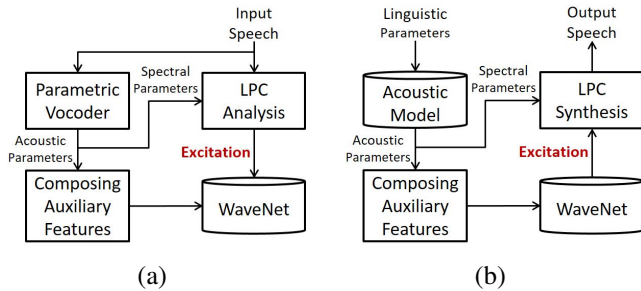 Input
Speech
Parametric
Vocoder
Spectral
Parameters
LPC
Analysis
Acoustic
Parameters
Excitation
Composing
Auxiliary
Features
WaveNet
(a)
Linguistic
Parameters
Output
Speech
Acoustic
Model
Spectral
Parameters
LPC
Synthesis
Acoustic
Parameters
Excitation
Composing
Auxiliary
Features
WaveNet
(b)